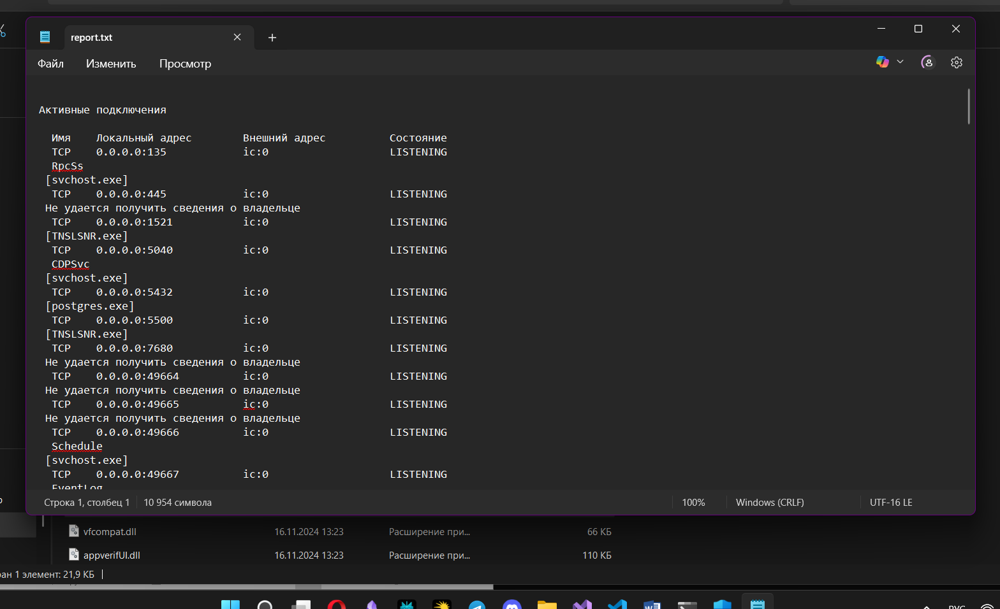 report.txt
Файл Изменить Просмотр
Активные подключения
Имя Локальный адрес Внешний адрес Состояние
TCP 0.0.0.0:135 ic:0 LISTENING
RpcSs
[svchost.exe]
TCP 0.0.0.0:445 ic:0 LISTENING
Не удается получить сведения о владельце
TCP 0.0.0.0:1521 ic:0 LISTENING
[TNSLSNR.exe]
TCP 0.0.0.0:5040 ic:0 LISTENING
CDPSvc
[svchost.exe]
TCP 0.0.0.0:5432 ic:0 LISTENING
[postgres.exe]
TCP 0.0.0.0:5500 ic:0 LISTENING
[TNSLSNR.exe]
TCP 0.0.0.0:7680 ic:0 LISTENING
Не удается получить сведения о владельце
TCP 0.0.0.0:49664 ic:0 LISTENING
Не удается получить сведения о владельце
TCP 0.0.0.0:49665 ic:0 LISTENING
Не удается получить сведения о владельце
TCP 0.0.0.0:49666 ic:0 LISTENING
Schedule
[svchost.exe]
TCP 0.0.0.0:49667 ic:0 LISTENING
EventLog
Строка 1, столбец 1 10 954 символа 100% Windows (CRLF) UTF-16 LE
vfcompat.dll 16.11.2024 13:23 Расширение при... 66 КБ
appverifUI.dll 16.11.2024 13:23 Расширение при... 110 КБ
ран 1 элемент: 21,9 КБ
РУС